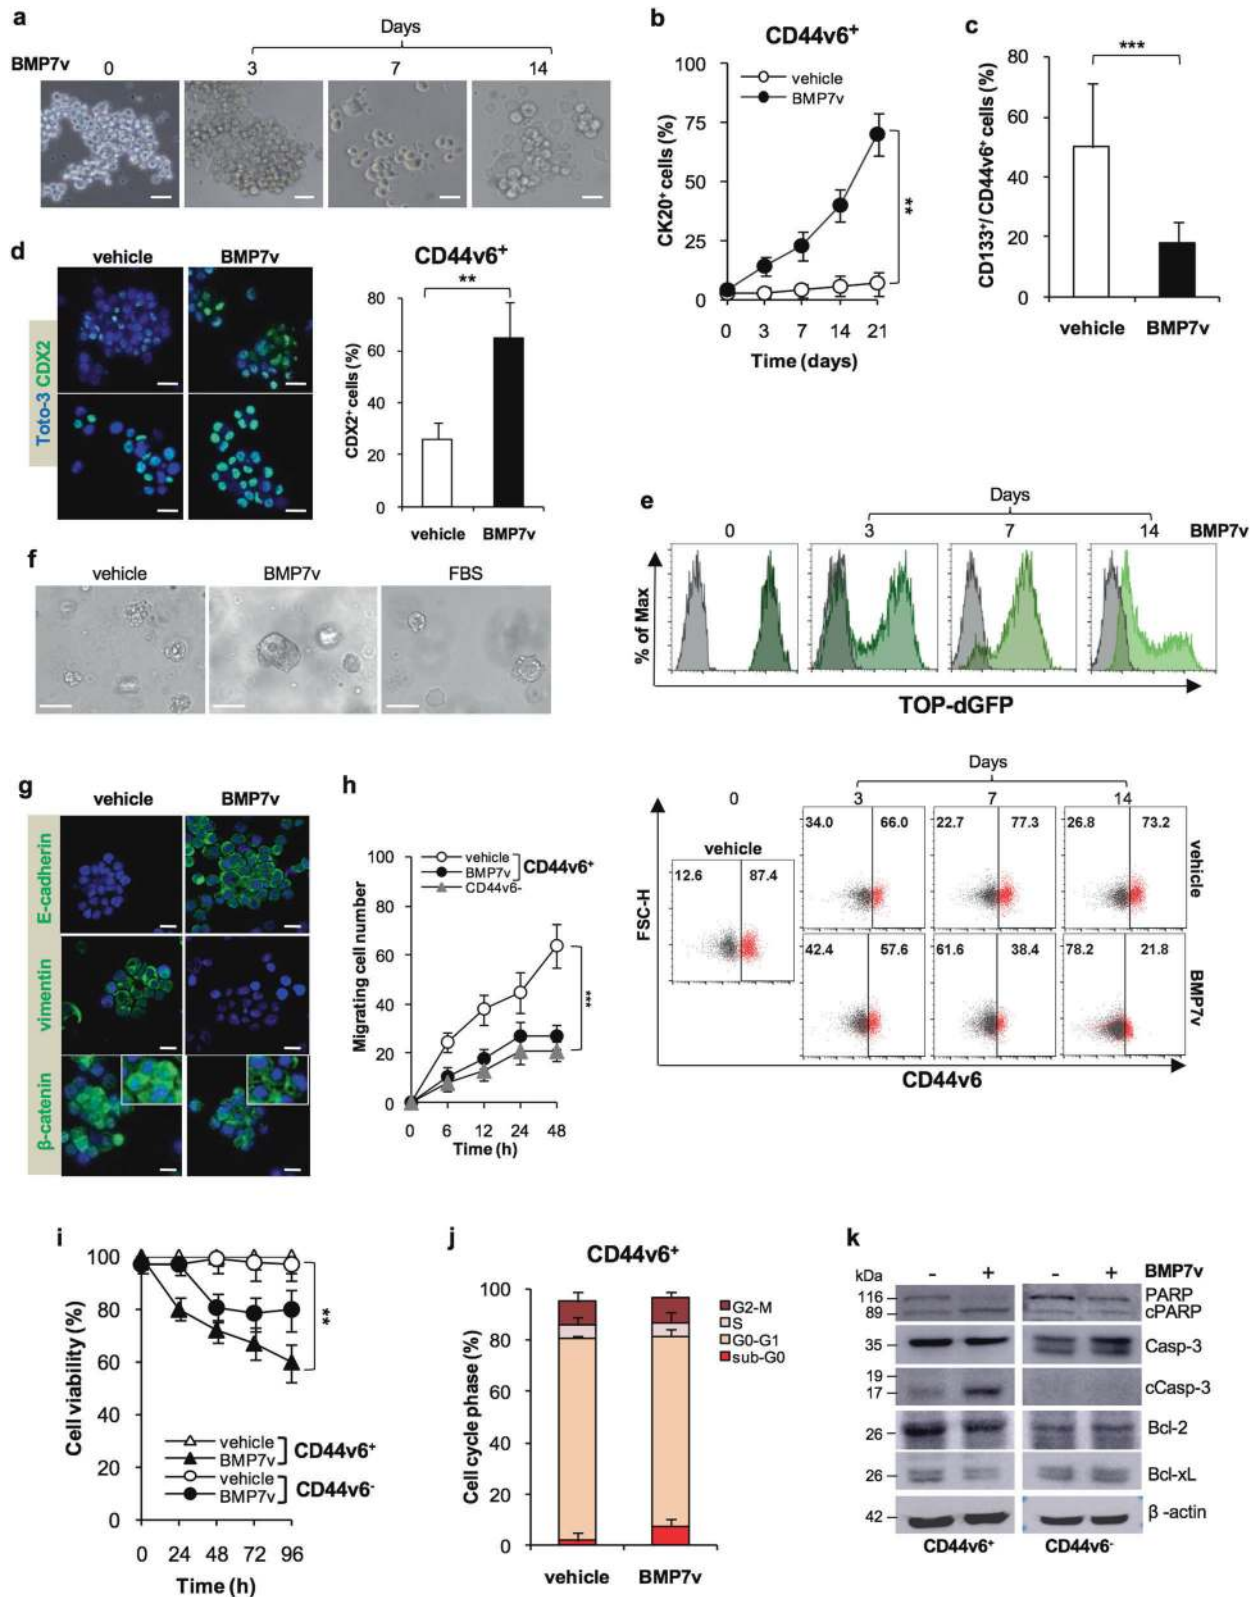 a
Days
BMP7v 0 3 7 14
b
CD44v6⁺
vehicle
BMP7v
CK20⁺ cells (%)
100
75
50
25
0
**
0 3 7 14 21
Time (days)
c
***
CD133⁺/ CD44v6⁺ cells (%)
80
60
40
20
0
vehicle BMP7v
d
vehicle BMP7v
Toto-3 CDX2
CD44v6⁺
**
CDX2⁺ cells (%)
80
60
40
20
0
vehicle BMP7v
e
Days
0 3 7 14 BMP7v
% of Max
TOP-dGFP
Days
0 3 7 14
vehicle
12.6 87.4
34.0 66.0 22.7 77.3 26.8 73.2
vehicle
42.4 57.6 61.6 38.4 78.2 21.8
BMP7v
FSC-H
CD44v6
f
vehicle BMP7v FBS
g
vehicle BMP7v
E-cadherin
vimentin
β-catenin
h
vehicle
BMP7v
CD44v6⁺
CD44v6-
Migrating cell number
100
80
60
40
20
0
***
0 6 12 24 48
Time (h)
i
Cell viability (%)
100
80
60
40
20
0
**
vehicle
BMP7v
CD44v6⁺
vehicle
BMP7v
CD44v6⁻
0 24 48 72 96
Time (h)
j
CD44v6⁺
Cell cycle phase (%)
100
80
60
40
20
0
G2-M
S
G0-G1
sub-G0
vehicle BMP7v
k
kDa - + - + BMP7v
116 PARP
89 cPARP
35 Casp-3
19
17 cCasp-3
26 Bcl-2
26 Bcl-xL
42 β -actin
CD44v6⁺ CD44v6⁻